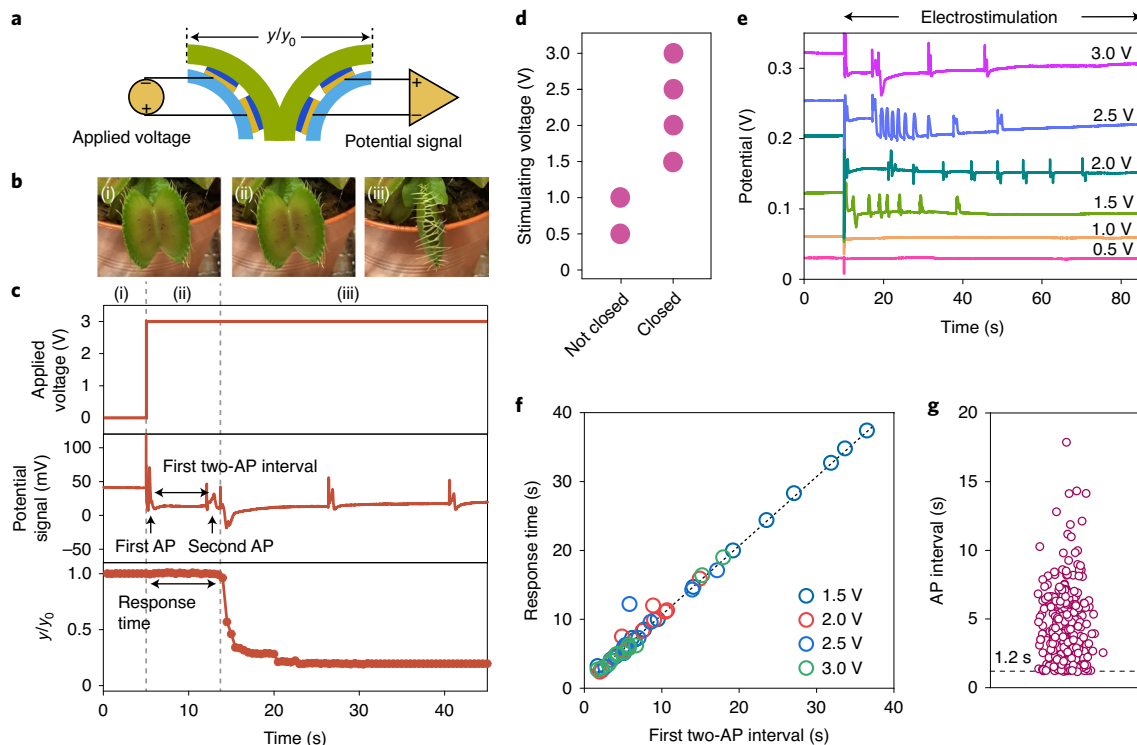 a
y/y0
Applied voltage
Potential signal
b
(i)
(ii)
(iii)
c
(i)
(ii)
(iii)
Applied
voltage (V)
3
2
1
0
Potential
signal (mV)
100
50
0
–50
First two-AP interval
First AP
Second AP
y/y0
1.0
0.5
0
Response
time
0
10
20
30
40
Time (s)
d
Stimulating voltage (V)
3.0
2.5
2.0
1.5
1.0
0.5
0
Not closed
Closed
e
Electrostimulation
Potential (V)
0.3
0.2
0.1
0
3.0 V
2.5 V
2.0 V
1.5 V
1.0 V
0.5 V
0
20
40
60
80
Time (s)
f
Response time (s)
40
30
20
10
0
1.5 V
2.0 V
2.5 V
3.0 V
0
10
20
30
40
First two-AP interval (s)
g
AP interval (s)
20
15
10
5
0
1.2 s